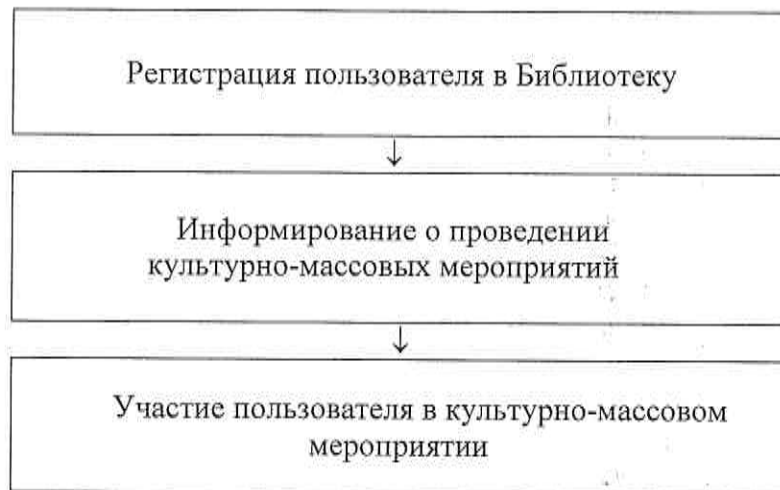 Регистрация пользователя в Библиотеку
↓
Информирование о проведении
культурно-массовых мероприятий
↓
Участие пользователя в культурно-массовом
мероприятии